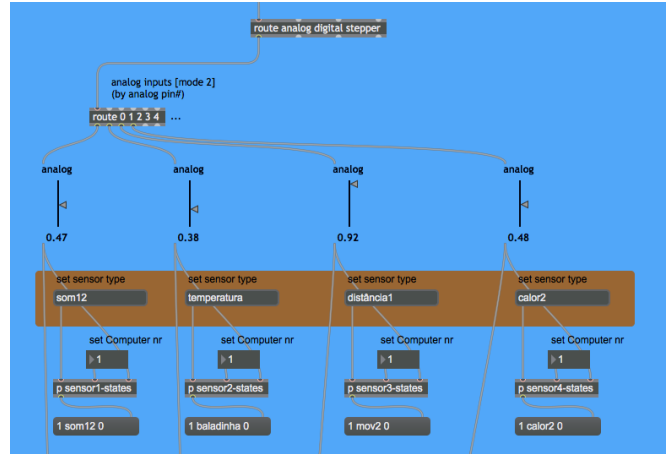 route analog digital stepper
analog inputs [mode 2]
(by analog pin#)
route 0 1 2 3 4 ...
analog analog analog analog
0.47 0.38 0.92 0.48
set sensor type set sensor type set sensor type set sensor type
som12 temperatura distância1 calor2
set Computer nr set Computer nr set Computer nr set Computer nr
1 1 1 1
p sensor1-states p sensor2-states p sensor3-states p sensor4-states
1 som12 0 1 baladinha 0 1 mov2 0 1 calor2 0